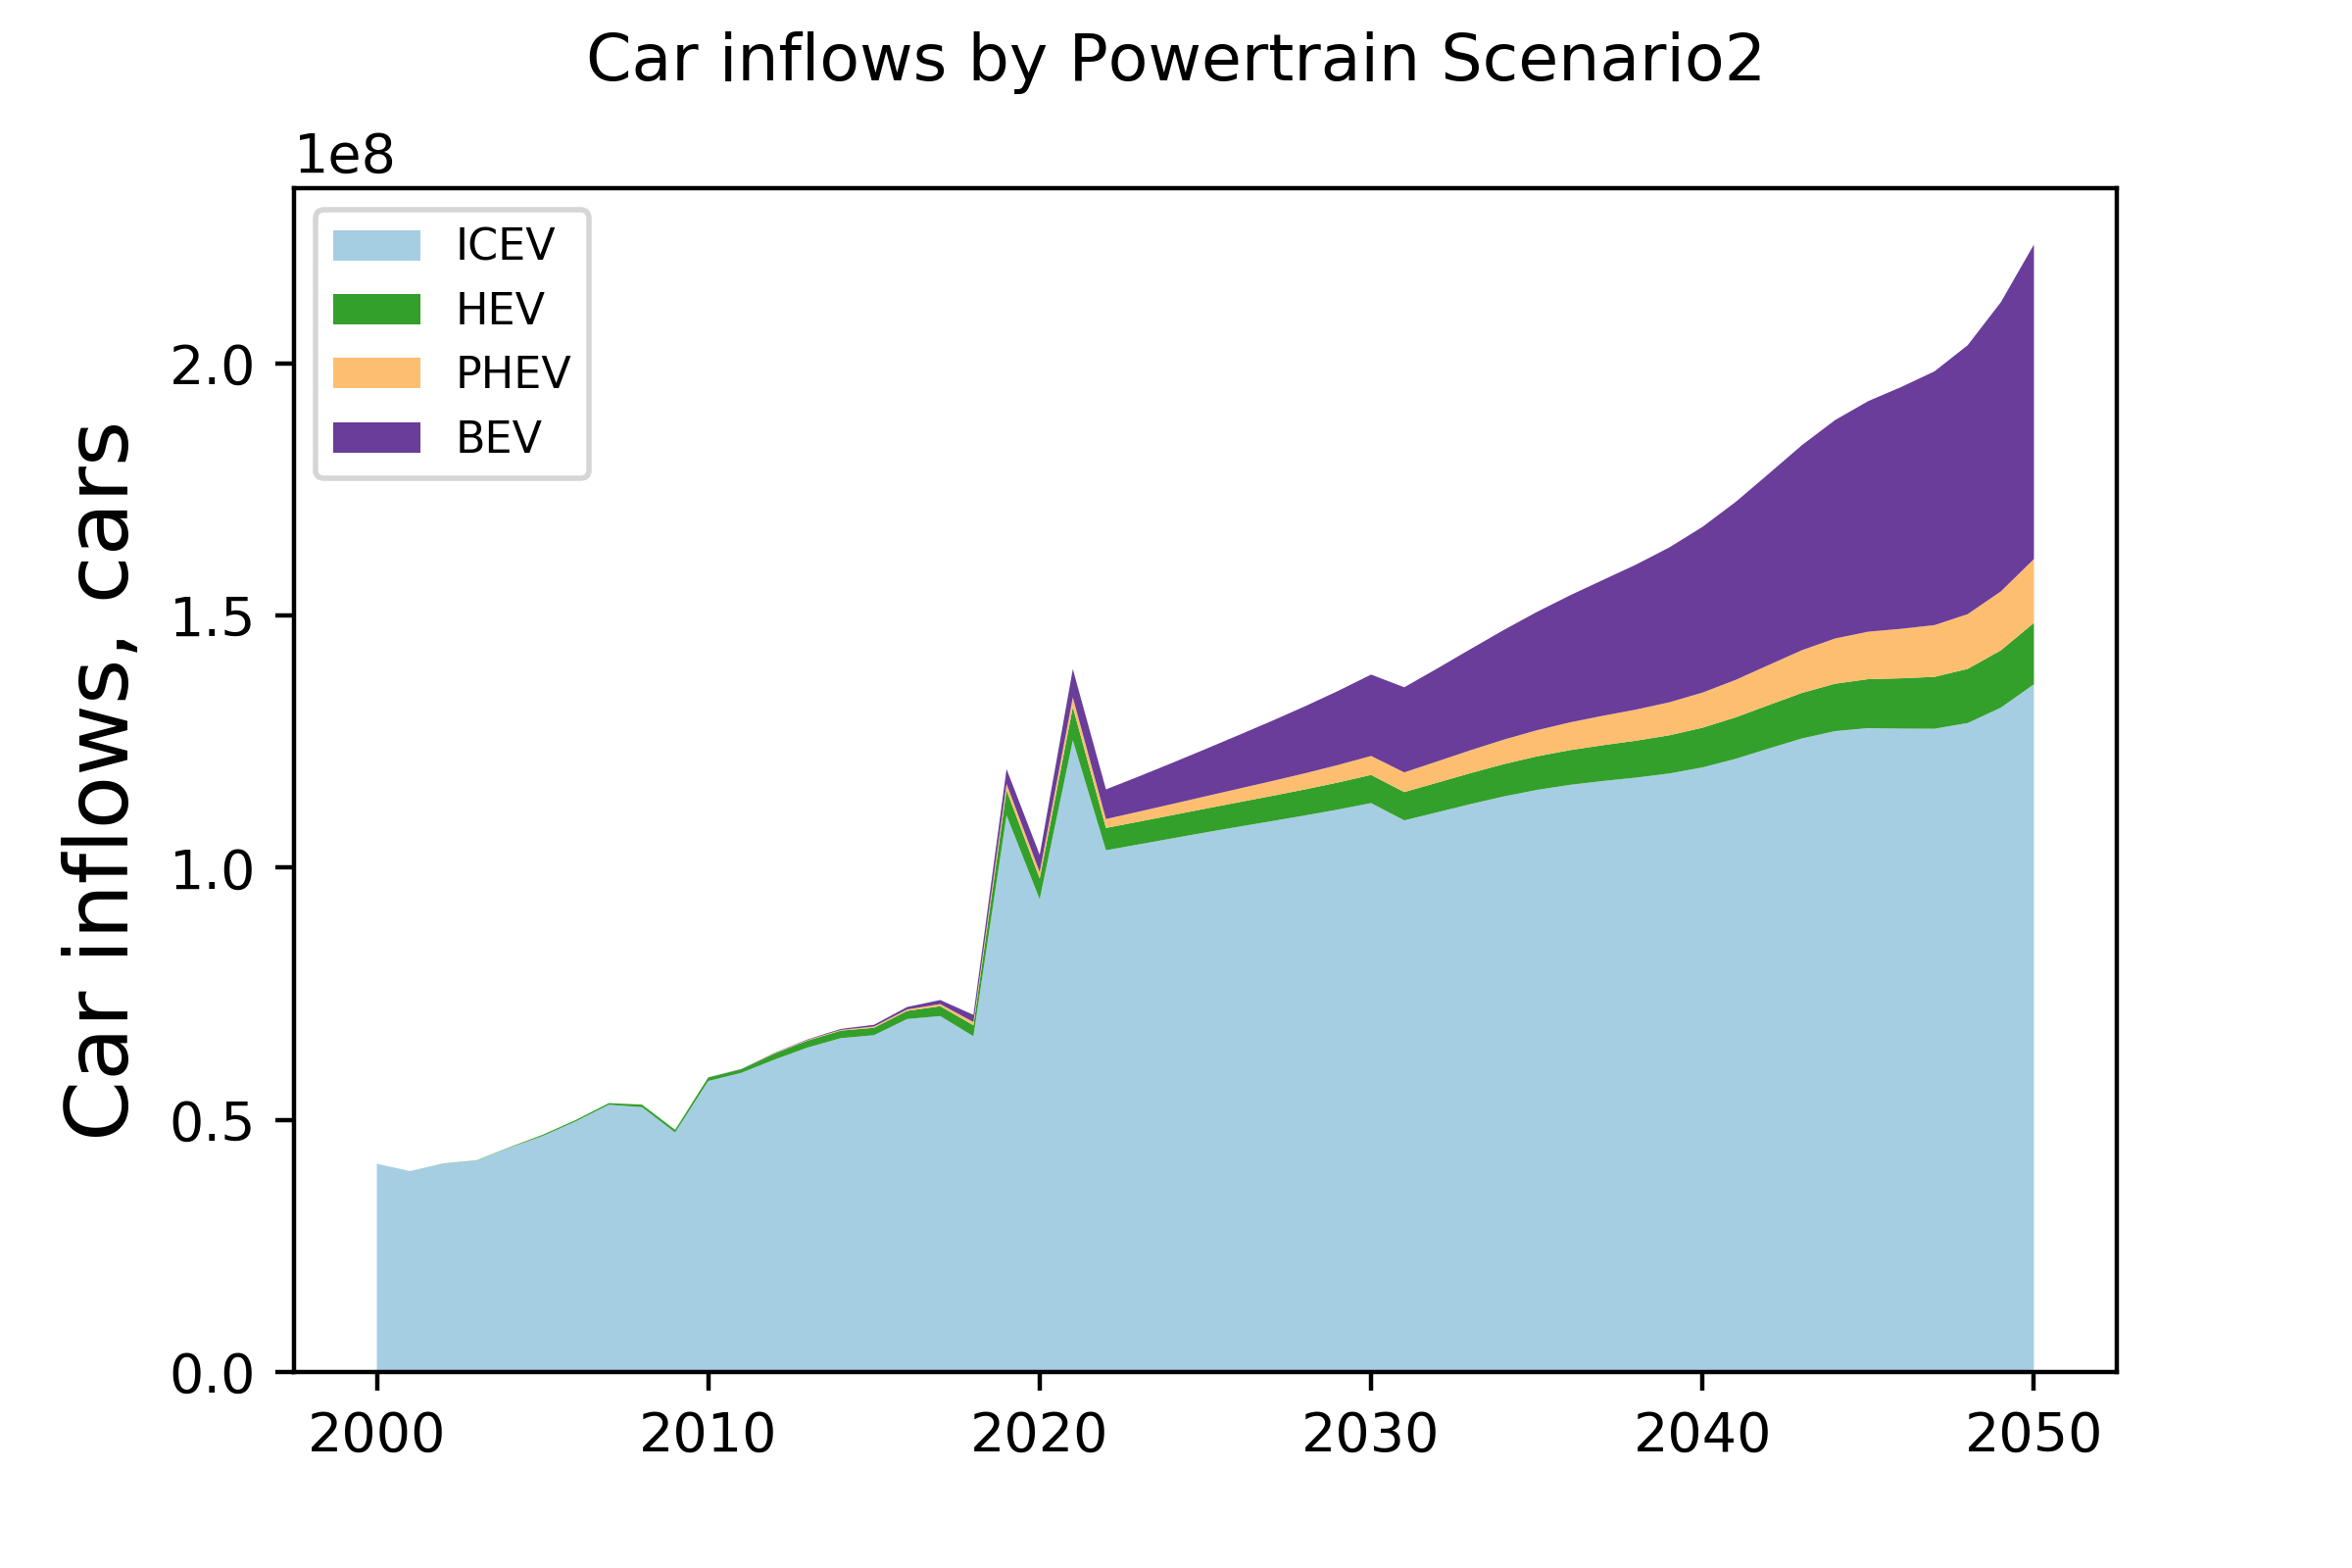 Car inflows by Powertrain Scenario2
1e8
ICEV
HEV
PHEV
BEV
Car inflows, cars
2.0
1.5
1.0
0.5
0.0
2000 2010 2020 2030 2040 2050